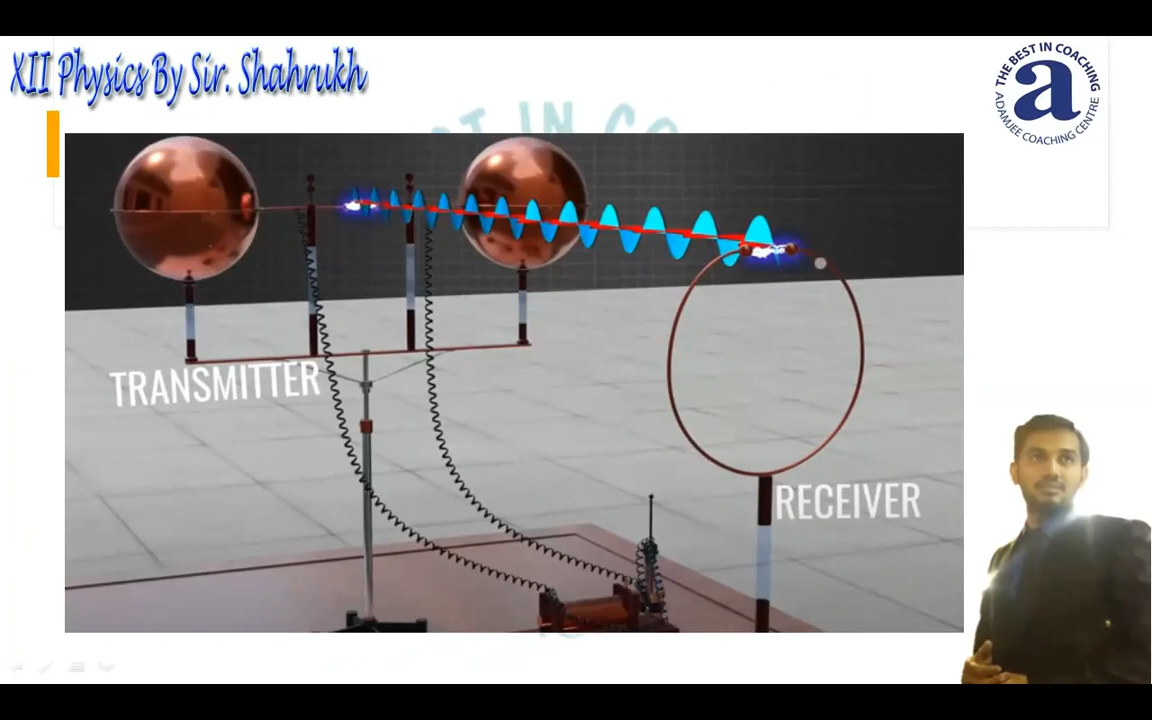 XII Physics By Sir. Shahrukh
THE BEST IN COACHING
a
ADAMJEE COACHING CENTRE
TRANSMITTER
RECEIVER